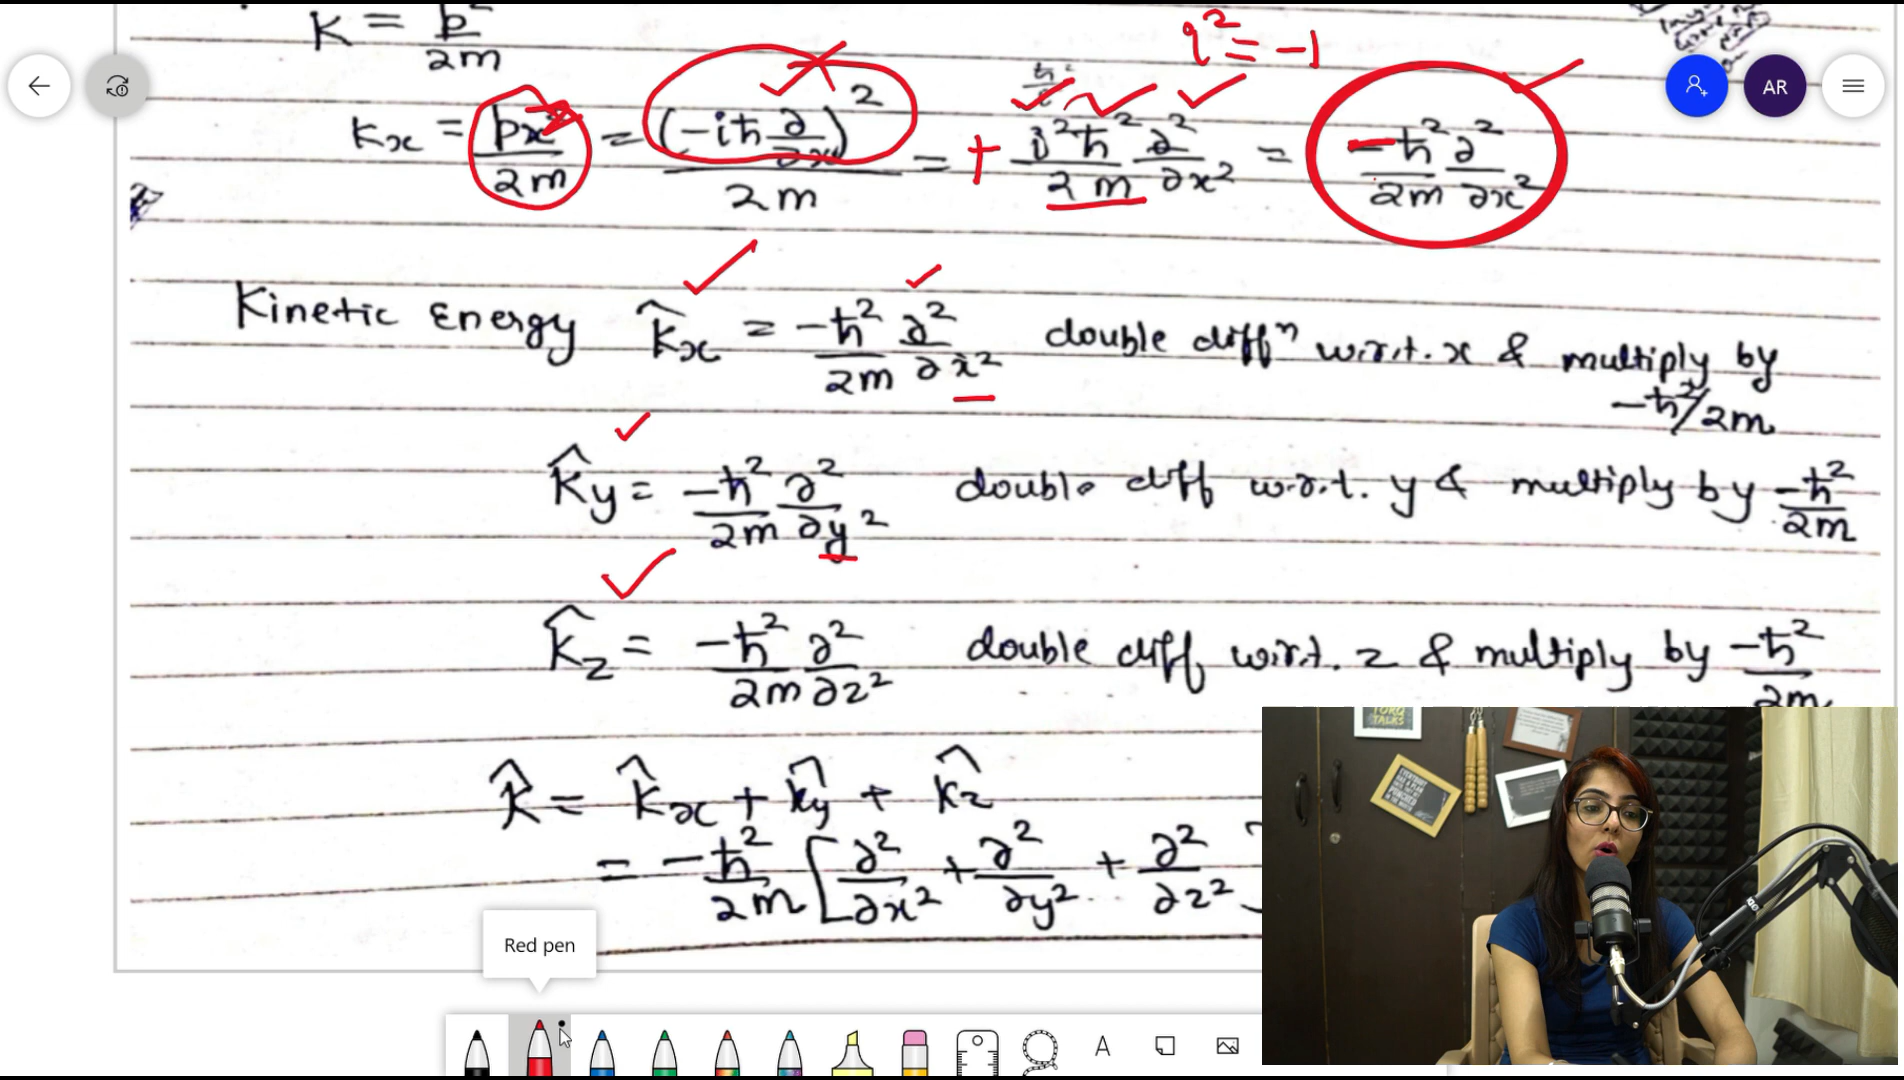 K = p²/2m
i² = -1
AR
Kx = px²/2m = (-iħ ∂/∂x)²/2m = + i²ħ²/2m ∂²/∂x² = -ħ²/2m ∂²/∂x²
Kinetic Energy K̂x = -ħ²/2m ∂²/∂x² double diffⁿ w.r.t. x & multiply by -ħ²/2m
K̂y = -ħ²/2m ∂²/∂y² double diff w.r.t. y & multiply by -ħ²/2m
K̂z = -ħ²/2m ∂²/∂z² double diff w.r.t. z & multiply by -ħ²/2m
K̂ = K̂x + K̂y + K̂z
= -ħ²/2m [∂²/∂x² + ∂²/∂y² + ∂²/∂z²]
Red pen
A
TALKS